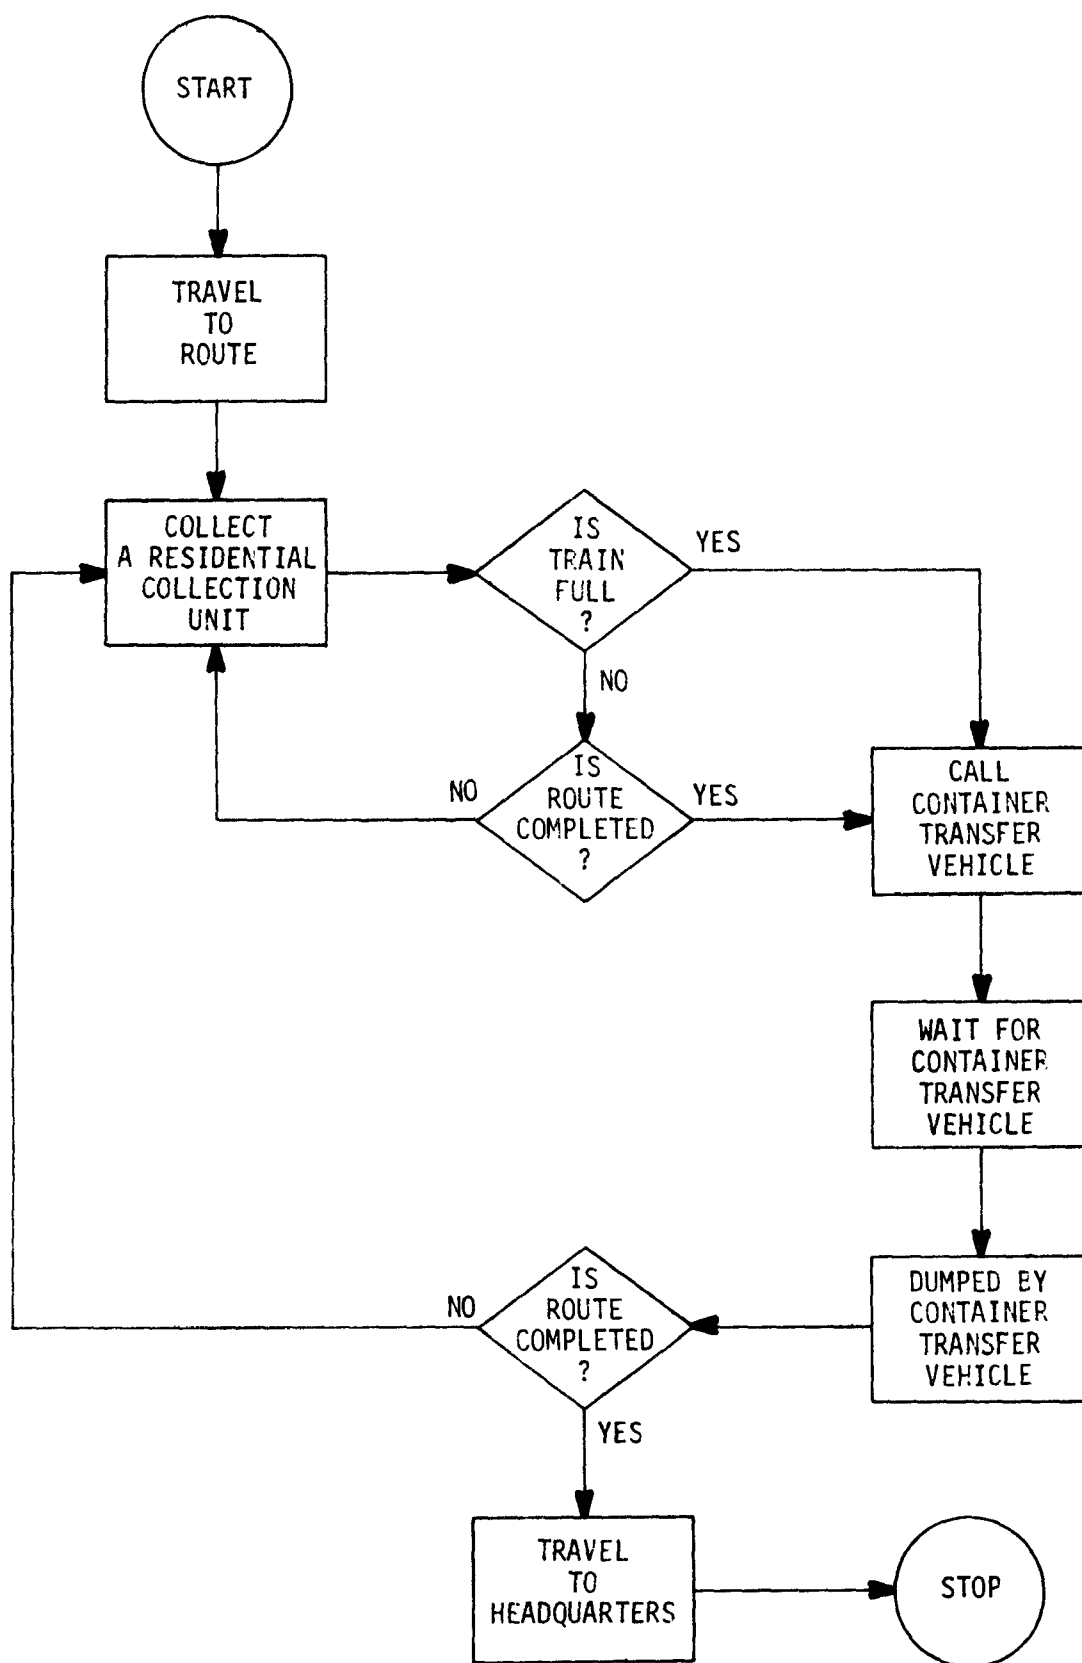 START
TRAVEL
TO
ROUTE
COLLECT
A RESIDENTIAL
COLLECTION
UNIT
IS
TRAIN
FULL
?
YES
NO
IS
ROUTE
COMPLETED
?
NO
YES
CALL
CONTAINER
TRANSFER
VEHICLE
WAIT FOR
CONTAINER
TRANSFER
VEHICLE
DUMPED BY
CONTAINER
TRANSFER
VEHICLE
IS
ROUTE
COMPLETED
?
NO
YES
TRAVEL
TO
HEADQUARTERS
STOP